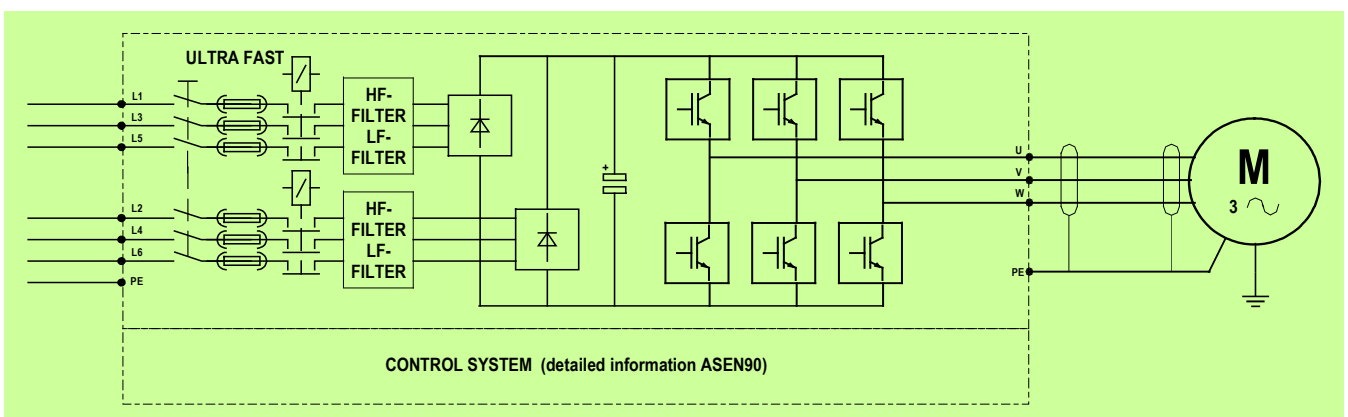 ULTRA FAST
L1
L3
L5
HF-
FILTER
LF-
FILTER
+
L2
L4
L6
PE
HF-
FILTER
LF-
FILTER
U
V
W
PE
M
3
CONTROL SYSTEM (detailed information ASEN90)